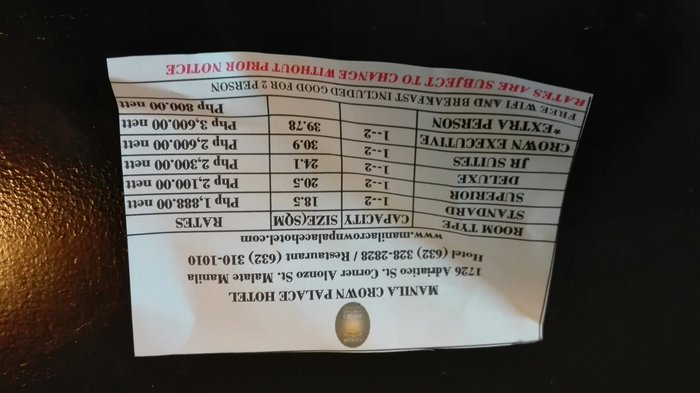 MANILA CROWN PALACE HOTEL
1726 Adriatico St. Corner Alonzo St. Malate Manila
Hotel (632) 328-2828 / Restaurant (632) 310-1010
www.manilacrownpalacehotel.com
ROOM TYPE CAPACITY SIZE(SQM RATES
STANDARD 1--2 18.5 Php 1,888.00 nett
SUPERIOR 1--2 20.5 Php 2,100.00 nett
DELUXE 1--2 24.1 Php 2,300.00 nett
JR SUITES 1--2 30.9 Php 2,600.00 nett
CROWN EXECUTIVE 1--2 39.78 Php 3,600.00 nett
*EXTRA PERSON Php 800.00 nett
FREE WIFI AND BREAKFAST INCLUDED GOOD FOR 2 PERSON
RATES ARE SUBJECT TO CHANGE WITHOUT PRIOR NOTICE